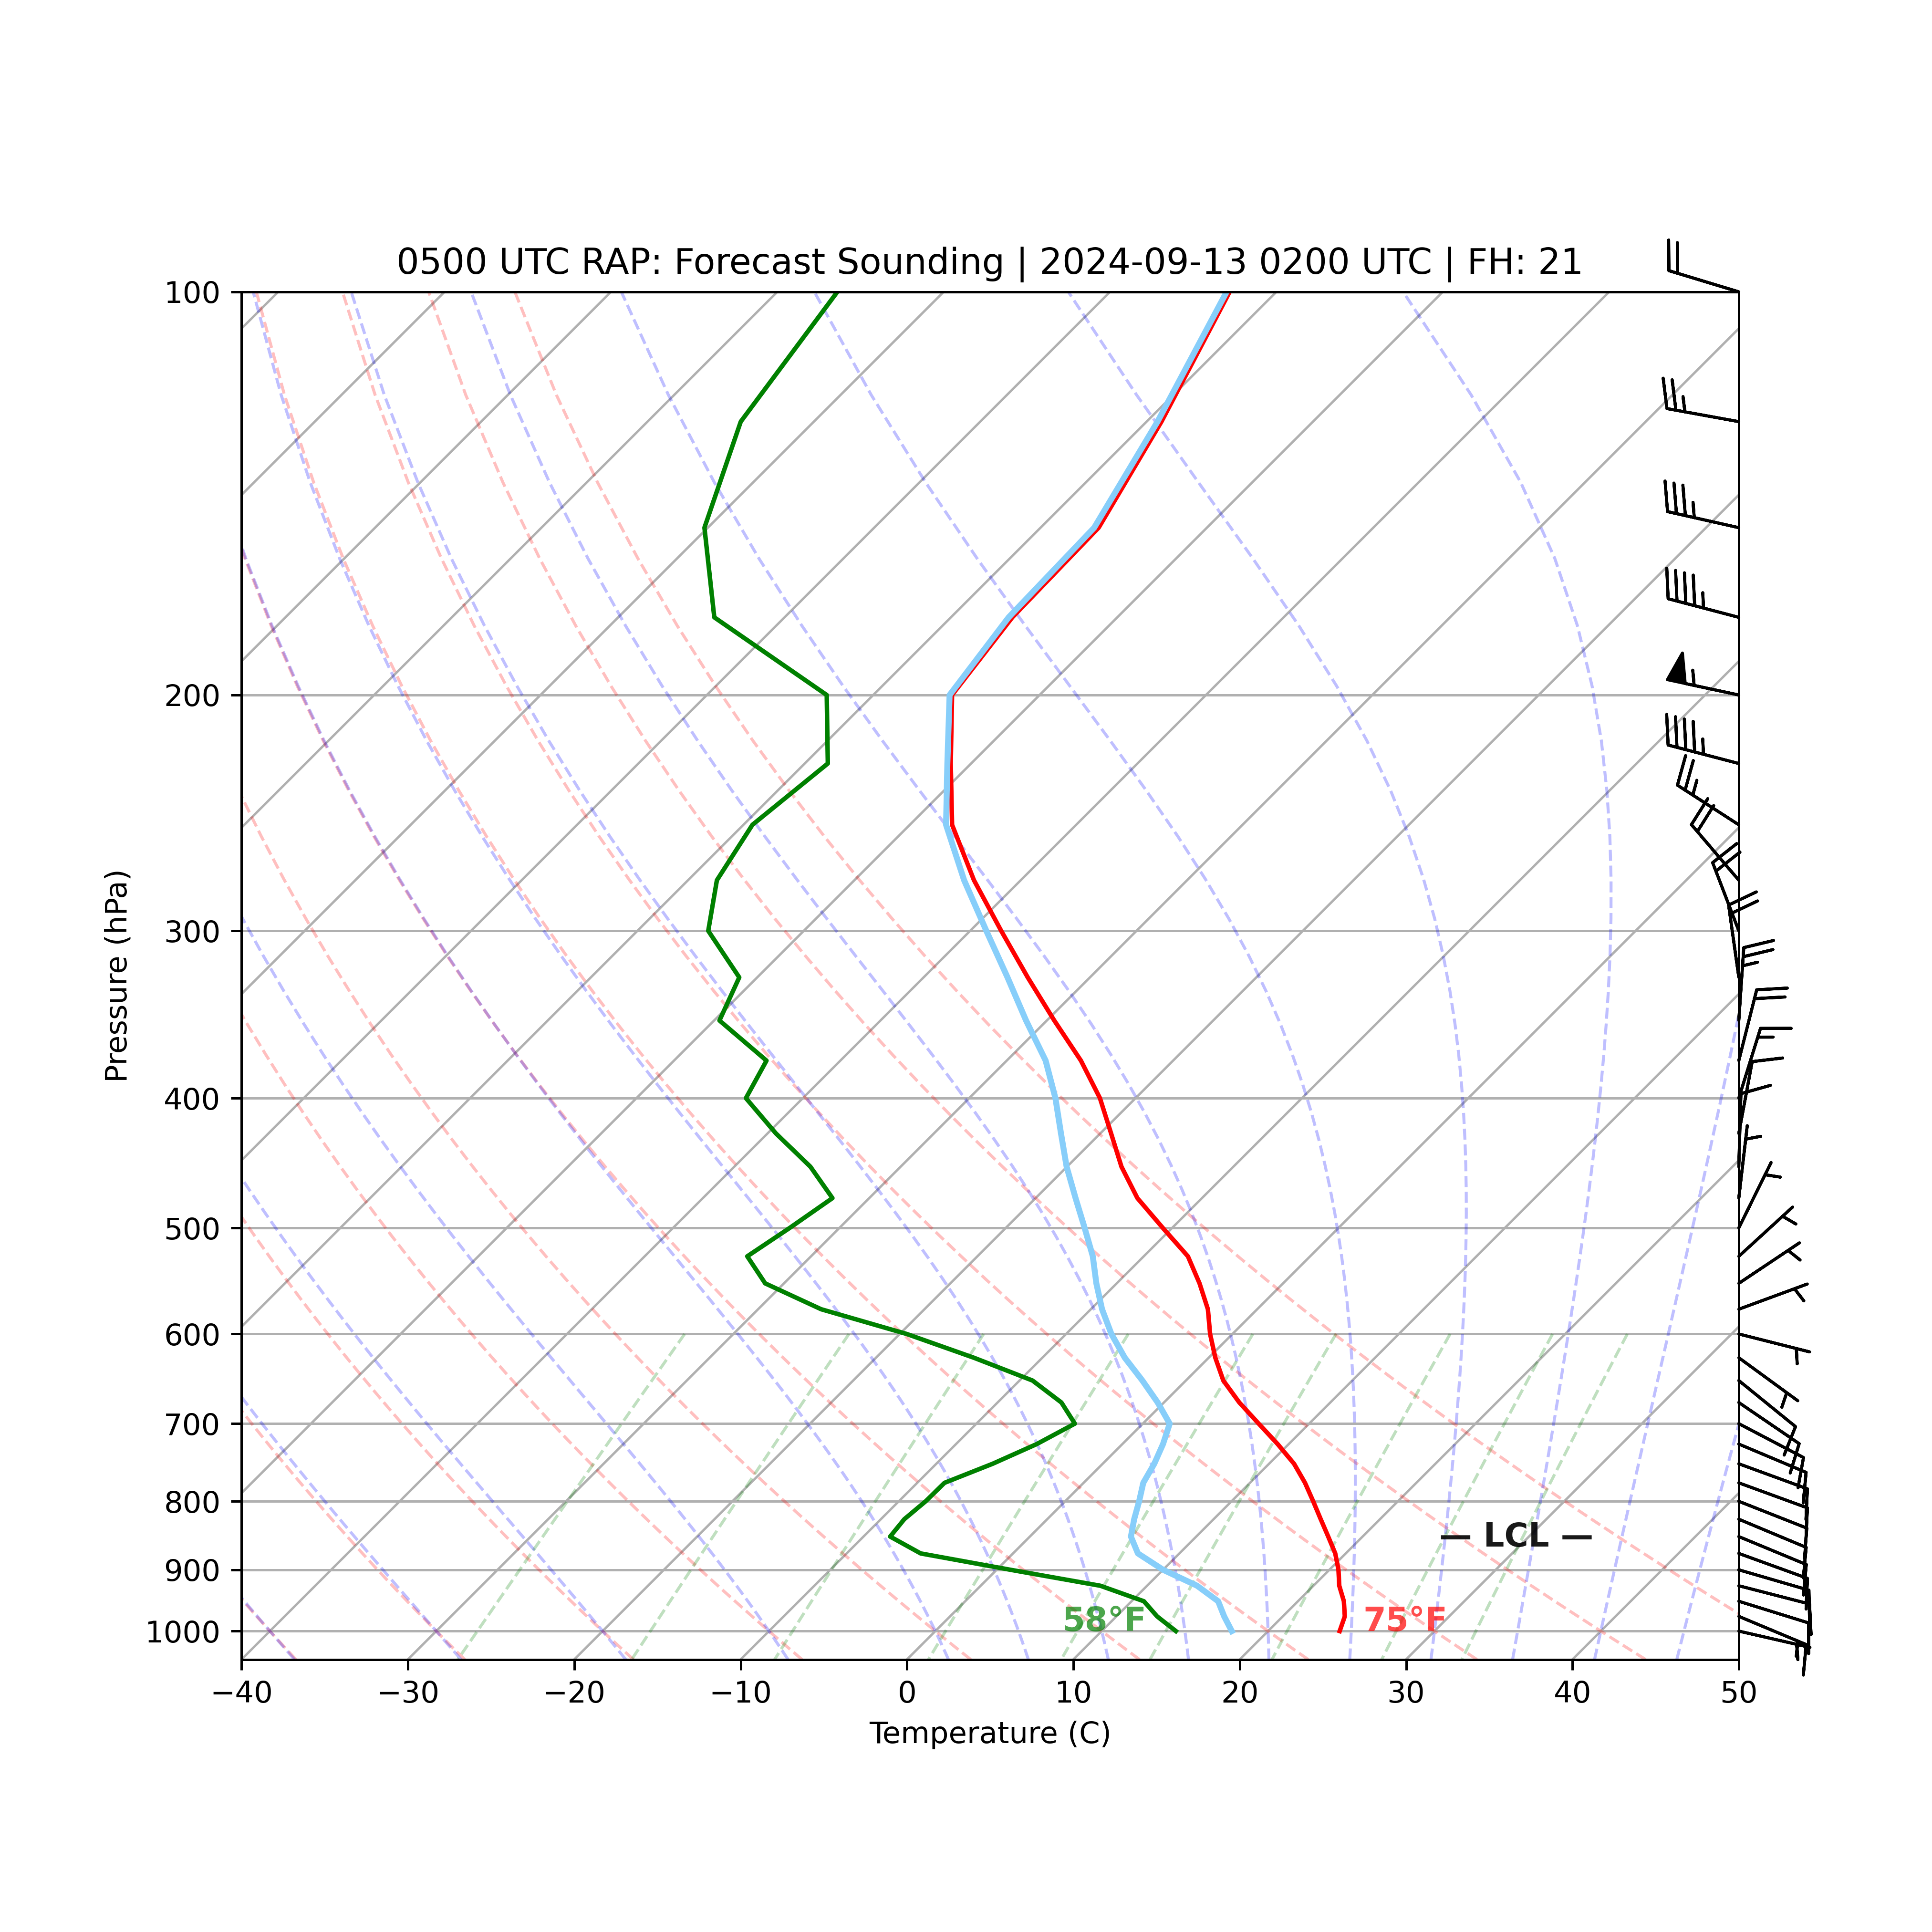 0500 UTC RAP: Forecast Sounding | 2024-09-13 0200 UTC | FH: 21
100
200
300
400
500
600
700
800
900
1000
Pressure (hPa)
— LCL —
58°F
75°F
−40 −30 −20 −10 0 10 20 30 40 50
Temperature (C)